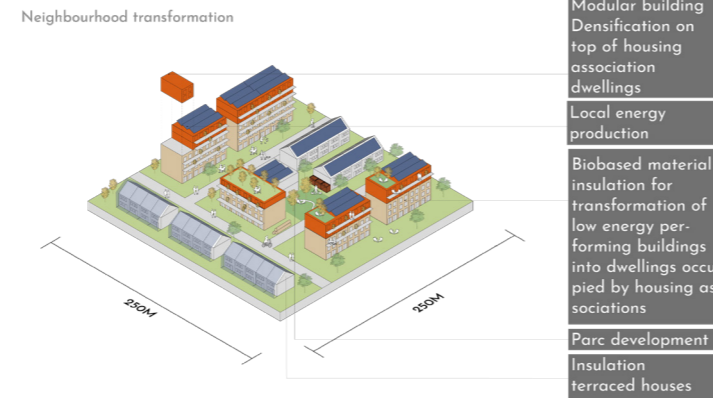 Neighbourhood transformation
Modular building
Densification on
top of housing
association
dwellings
Local energy
production
Biobased material
insulation for
transformation of
low energy per-
forming buildings
into dwellings occu
pied by housing as
sociations
Parc development
Insulation
terraced houses
250M
250M